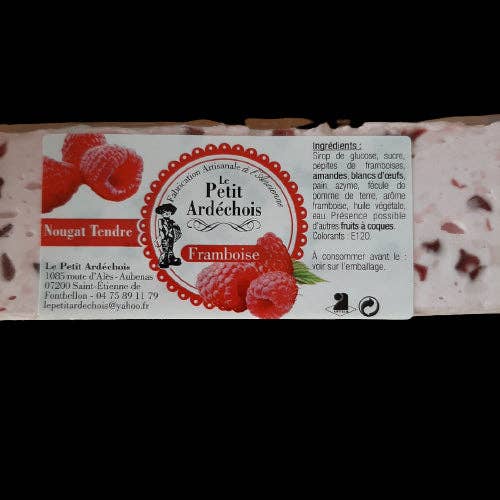 Nougat Tendre
Le Petit Ardéchois
1085 route d'Alès - Aubenas
07200 Saint-Étienne de
Fontbellon - 04 75 89 11 79
lepetitardechois@yahoo.fr
Fabrication Artisanale à l'Ancienne
Le
Petit
Ardéchois
Framboise
Ingrédients :
Sirop de glucose, sucre,
pépites de framboises,
amandes, blancs d'œufs,
pain azyme, fécule de
pomme de terre, arôme
framboise, huile végétale,
eau. Présence possible
d'autres fruits à coques.
Colorants : E120.
A consommer avant le :
voir sur l'emballage.